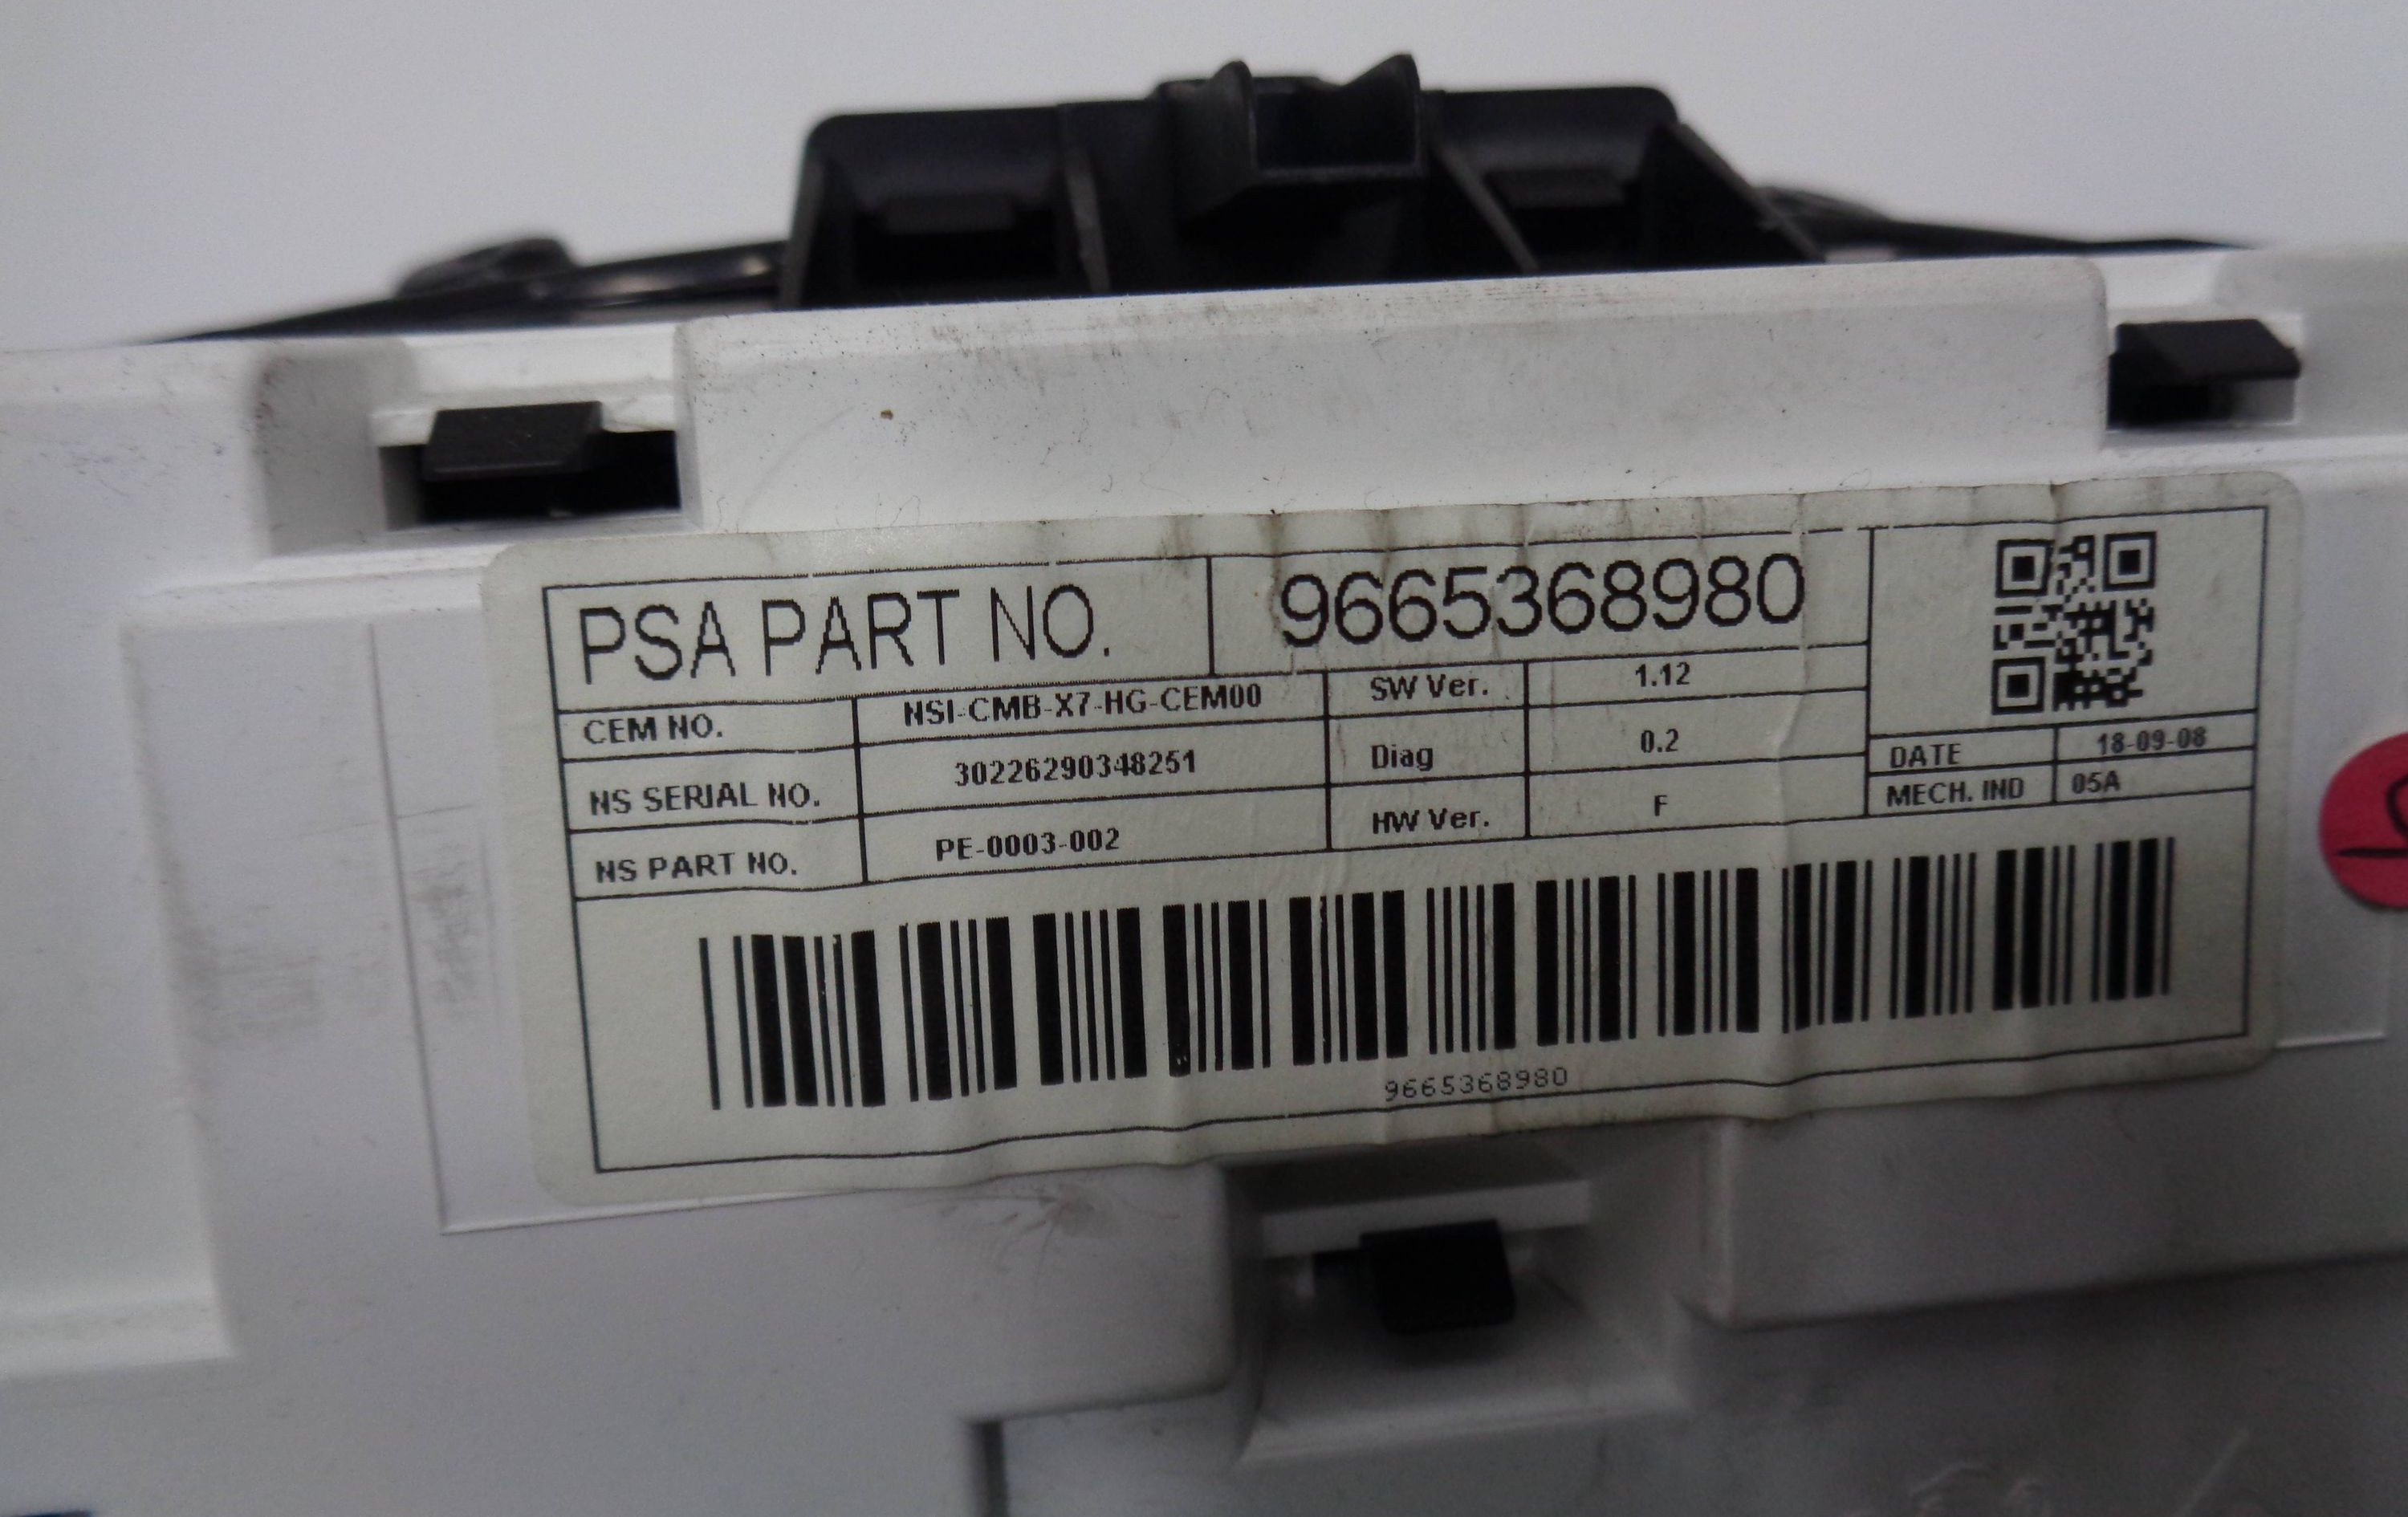 PSA PART NO. 9665368980
CEM NO. NSI-CMB-X7-HG-CEM00 SW Ver. 1.12
NS SERIAL NO. 30226290348251 Diag 0.2
NS PART NO. PE-0003-002 HW Ver. F
DATE 18-09-08
MECH. IND 05A
9665368980